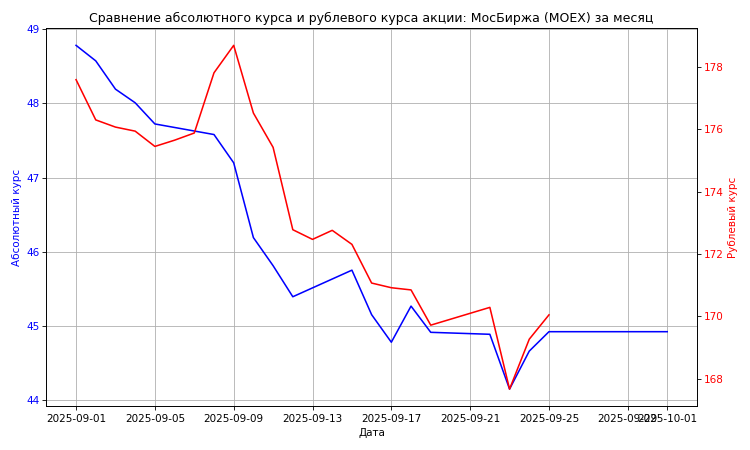 Сравнение абсолютного курса и рублевого курса акции: МосБиржа (MOEX) за месяц
49
48
47
46
45
44
Абсолютный курс
178
176
174
172
170
168
Рублевый курс
2025-09-01 2025-09-05 2025-09-09 2025-09-13 2025-09-17 2025-09-21 2025-09-25 2025-09-29 2025-10-01
Дата